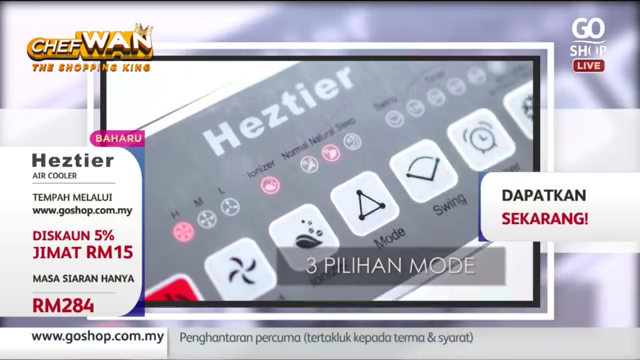 CHEF WAN
THE SHOPPING KING
GO
SHOP
LIVE
BAHARU
Heztier
AIR COOLER
TEMPAH MELALUI
www.goshop.com.my
DISKAUN 5%
JIMAT RM15
MASA SIARAN HANYA
RM284
Heztier
H M L
Ionizer
Normal Natural Sleep
Swing
Timer
Mode
Swing
3 PILIHAN MODE
DAPATKAN
SEKARANG!
www.goshop.com.my
Penghantaran percuma (tertakluk kepada terma & syarat)